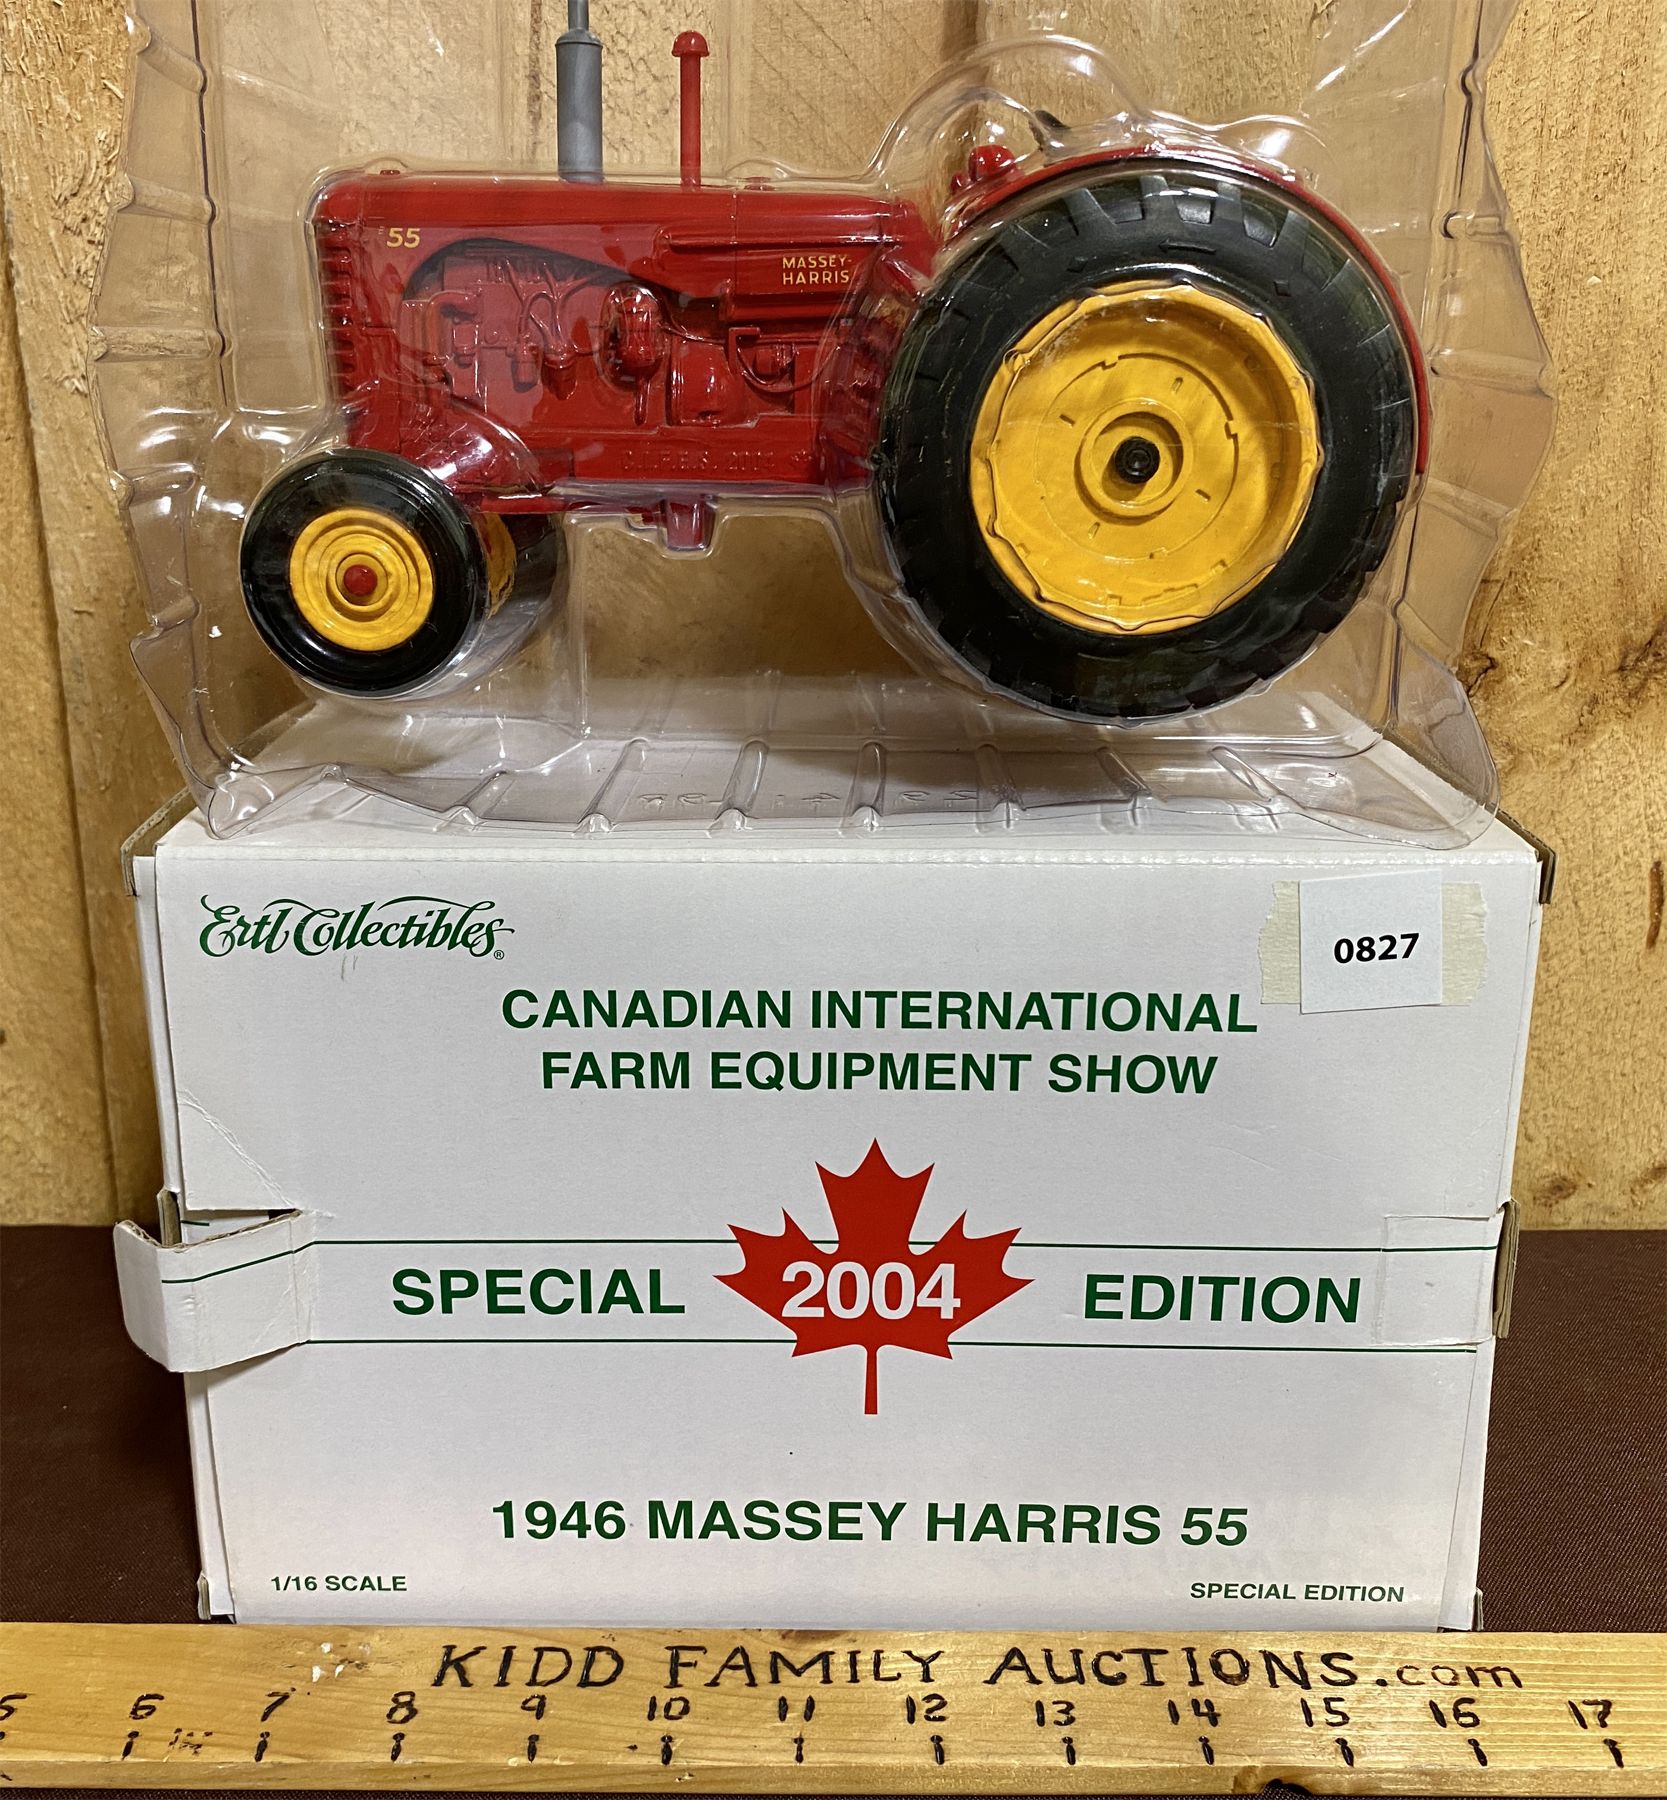 55
MASSEY-
HARRIS
Ertl Collectibles®
0827
CANADIAN INTERNATIONAL
FARM EQUIPMENT SHOW
SPECIAL 2004 EDITION
1946 MASSEY HARRIS 55
1/16 SCALE
SPECIAL EDITION
KIDD FAMILY AUCTIONS.com
5 6 7 8 9 10 11 12 13 14 15 16 17